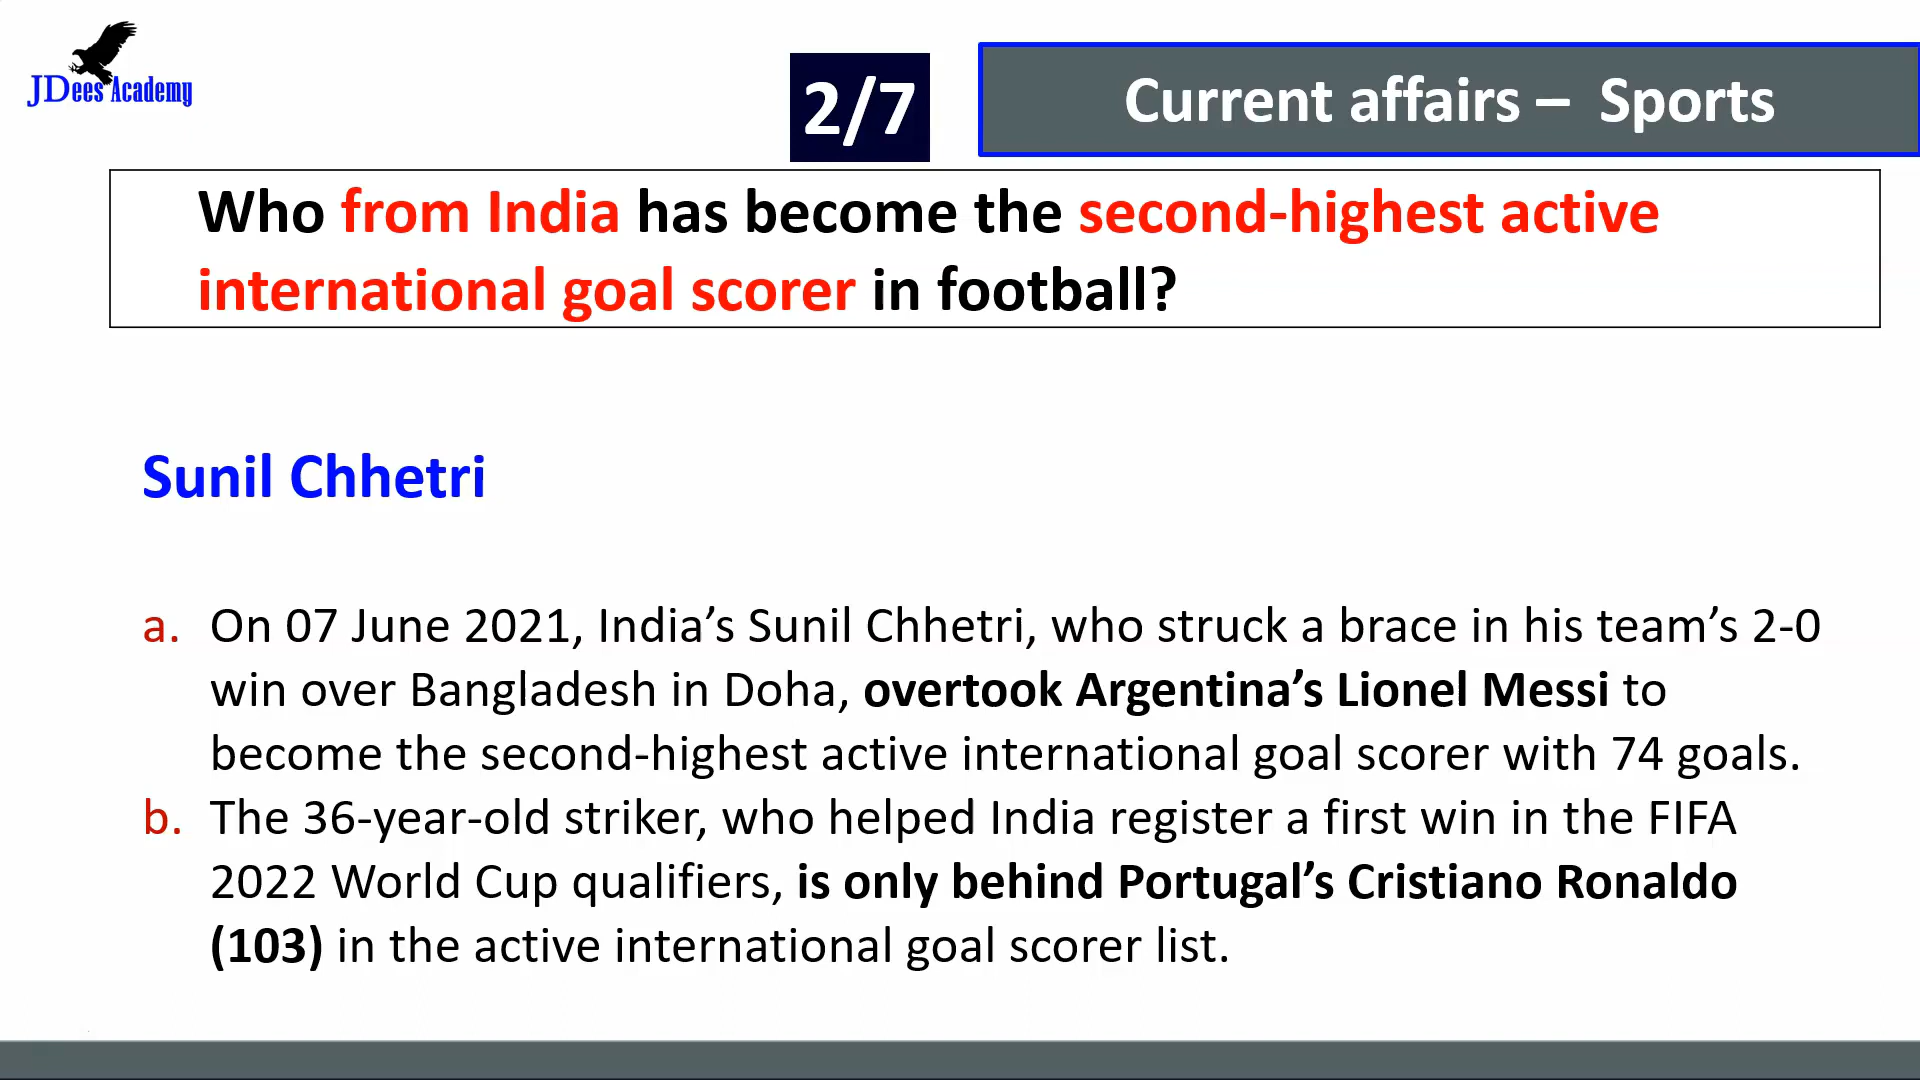 JDees Academy
2/7
Current affairs – Sports
Who from India has become the second-highest active
international goal scorer in football?
Sunil Chhetri
a. On 07 June 2021, India’s Sunil Chhetri, who struck a brace in his team’s 2-0
win over Bangladesh in Doha, overtook Argentina’s Lionel Messi to
become the second-highest active international goal scorer with 74 goals.
b. The 36-year-old striker, who helped India register a first win in the FIFA
2022 World Cup qualifiers, is only behind Portugal’s Cristiano Ronaldo
(103) in the active international goal scorer list.